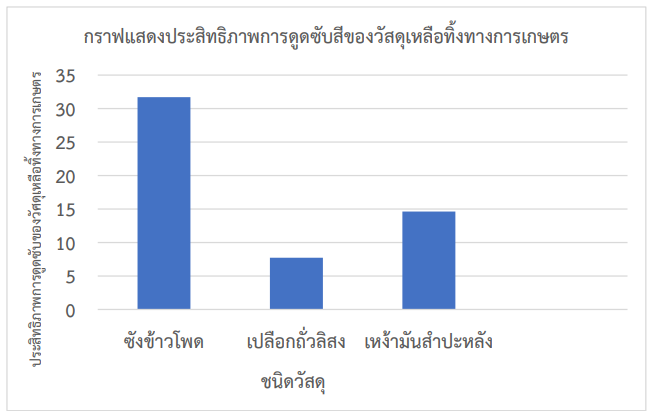 กราฟแสดงประสิทธิภาพการดูดซับสีของวัสดุเหลือทิ้งทางการเกษตร
ประสิทธิภาพการดูดซับของวัศดุเหลือทิ้งทางการเกษตร
35
30
25
20
15
10
5
0
ซังข้าวโพด เปลือกถั่วลิสง เหง้ามันสำปะหลัง
ชนิดวัสดุ